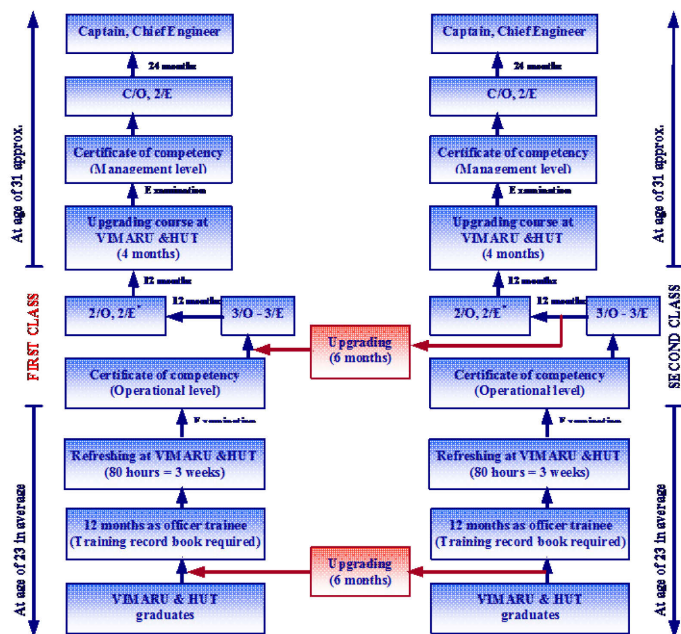 Captain, Chief Engineer
24 months
C/O, 2/E
Certificate of competency
(Management level)
Examination
Upgrading course at
VIMARU &HUT
(4 months)
12 months
12 months
2/O, 2/E*
3/O - 3/E
Certificate of competency
(Operational level)
Examination
Refreshing at VIMARU &HUT
(80 hours = 3 weeks)
12 months as officer trainee
(Training record book required)
VIMARU & HUT
graduates
At age of 31 approx.
FIRST CLASS
At age of 23 in average
Upgrading
(6 months)
Upgrading
(6 months)
Captain, Chief Engineer
24 months
C/O, 2/E
Certificate of competency
(Management level)
Examination
Upgrading course at
VIMARU &HUT
(4 months)
12 months
12 months
2/O, 2/E*
3/O - 3/E
Certificate of competency
(Operational level)
Examination
Refreshing at VIMARU &HUT
(80 hours = 3 weeks)
12 months as officer trainee
(Training record book required)
VIMARU & HUT
graduates
At age of 31 approx.
SECOND CLASS
At age of 23 in average